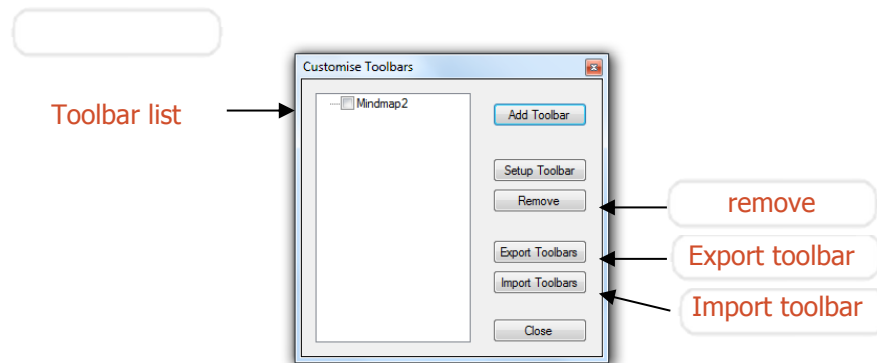 Customise Toolbars
Toolbar list
Mindmap2
Add Toolbar
Setup Toolbar
Remove
remove
Export Toolbars
Export toolbar
Import Toolbars
Import toolbar
Close